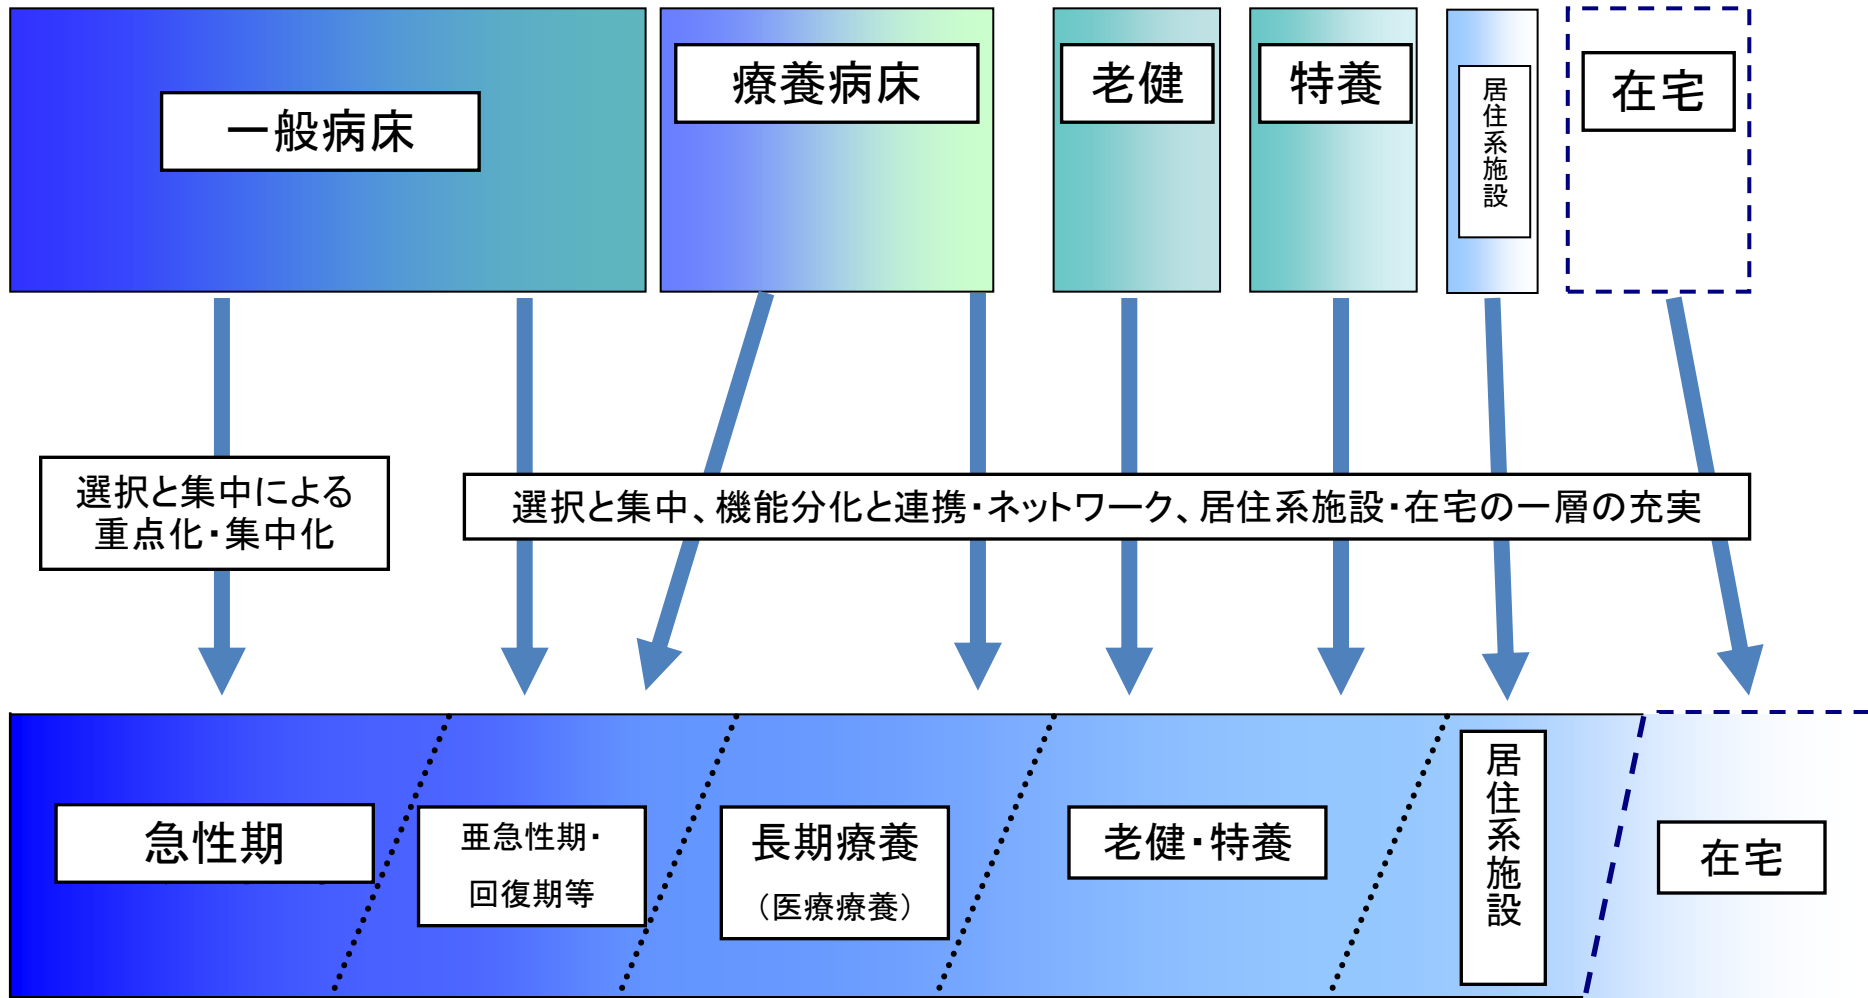 一般病床
療養病床
老健
特養
居住系施設
在宅
選択と集中による
重点化・集中化
選択と集中、機能分化と連携・ネットワーク、居住系施設・在宅の一層の充実
急性期
亜急性期・
回復期等
長期療養
（医療療養）
老健・特養
居住系施設
在宅